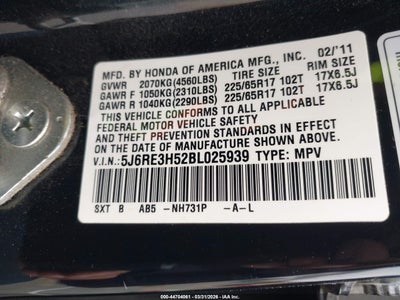 MFD. BY HONDA OF AMERICA MFG., INC. 02/'11
GVWR 2070KG(4560LBS) TIRE SIZE RIM SIZE
GAWR F 1050KG(2310LBS) 225/65R17 102T 17X6.5J
GAWR R 1040KG(2290LBS) 225/65R17 102T 17X6.5J
THIS VEHICLE CONFORMS TO ALL APPLICABLE
FEDERAL MOTOR VEHICLE SAFETY AND
THEFT PREVENTION STANDARDS IN EFFECT
ON THE DATE OF MANUFACTURE SHOWN ABOVE.
V.I.N: 5J6RE3H52BL025939 TYPE: MPV
SXT B AB5 -NH731P -A-L
000-44704061 - 03/31/2026 - IAAI